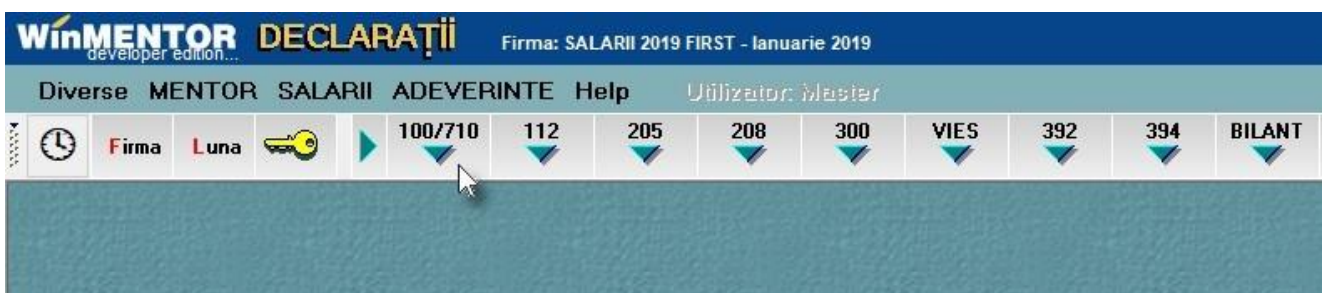 WinMENTOR DECLARAȚII Firma: SALARII 2019 FIRST - Ianuarie 2019
developer edition...
Diverse MENTOR SALARII ADEVERINTE Help Utilizator: Master
Firma Luna 100/710 112 205 208 300 VIES 392 394 BILANT